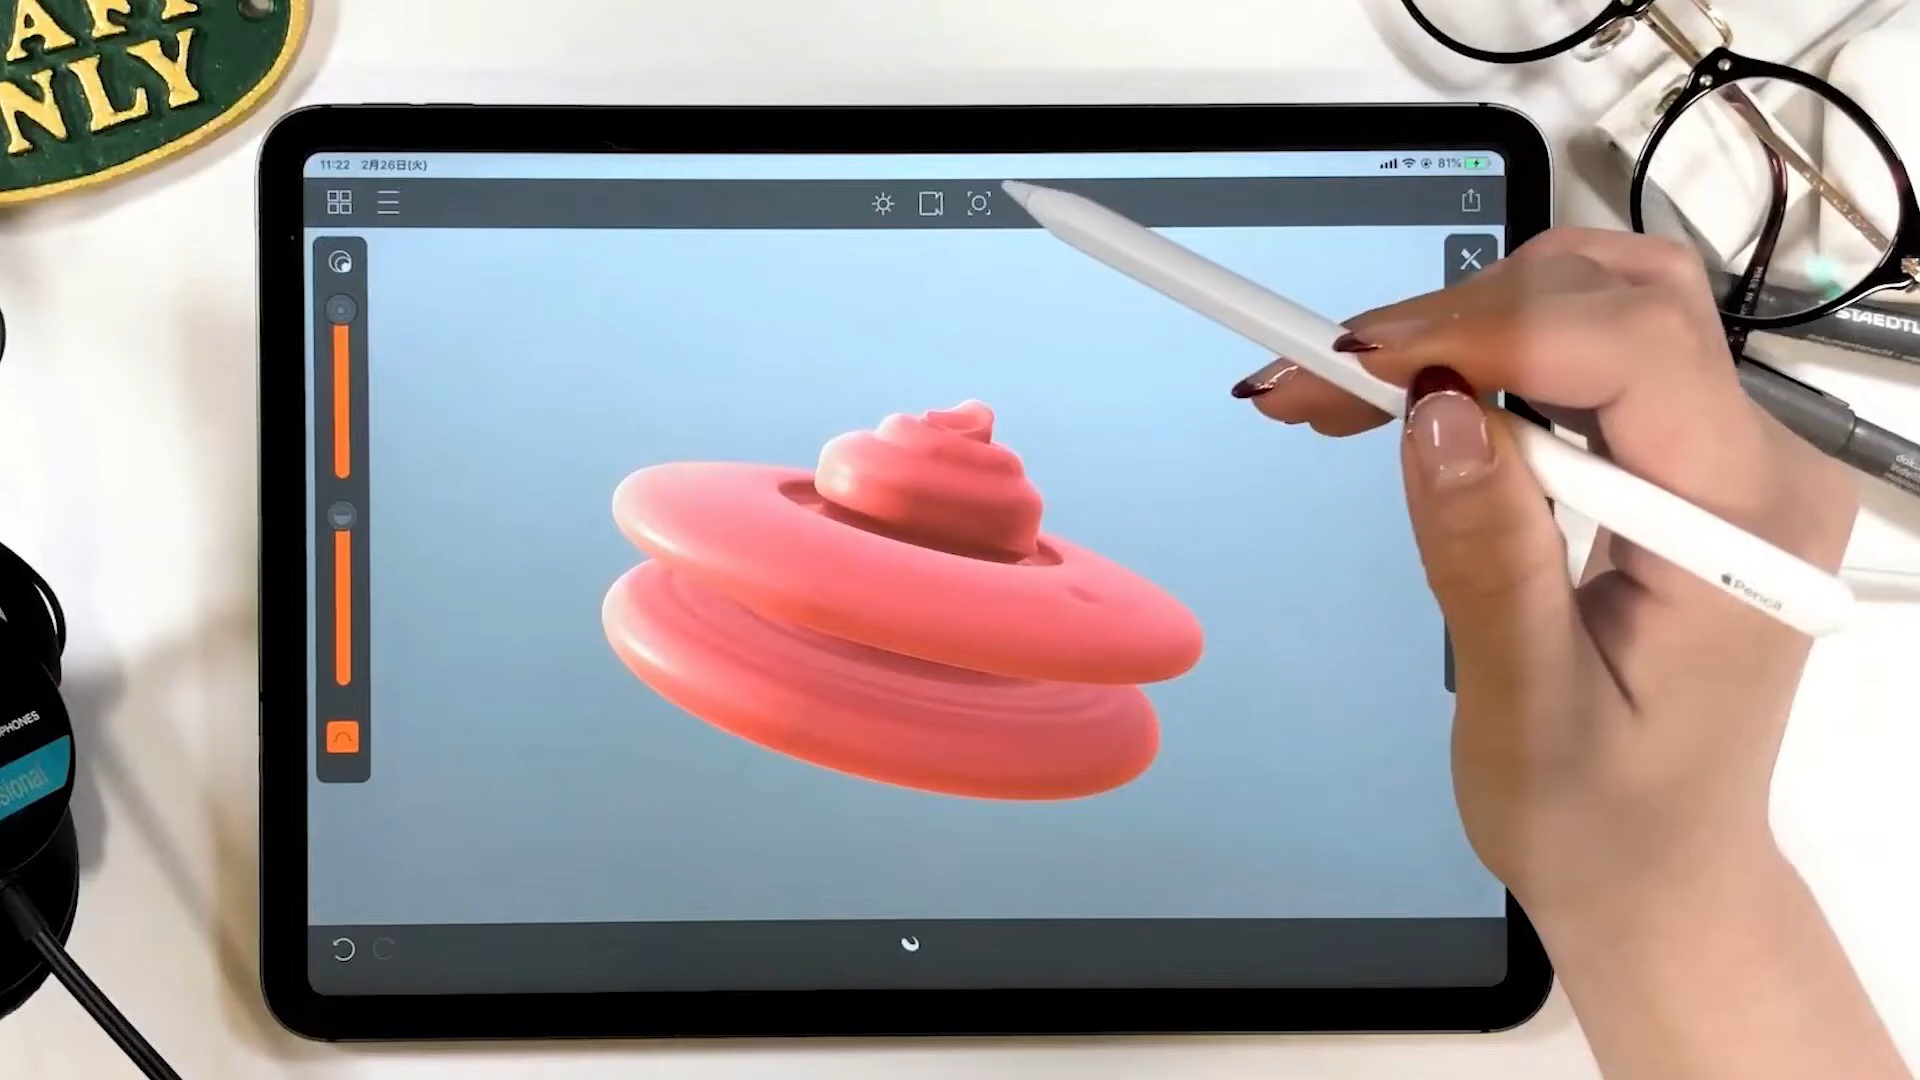 AFF
NLY
11:22 2月26日(火)
81%
STAEDTL
Pencil
PHONES
sional